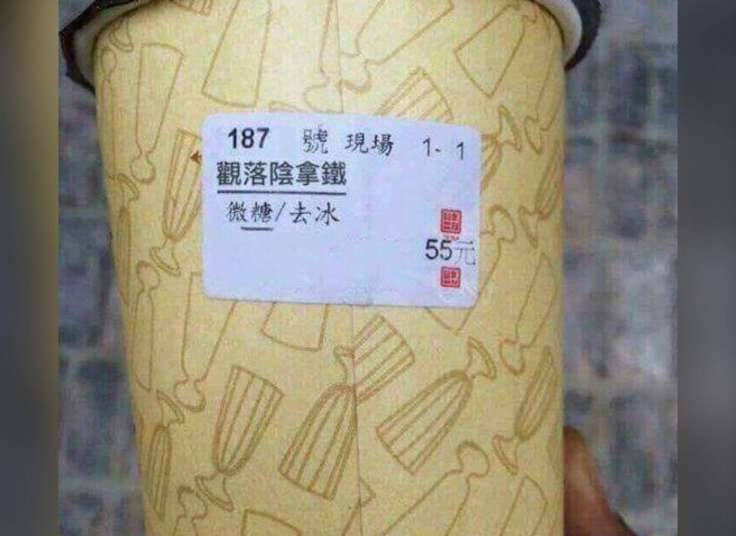 187 號 現場 1- 1
觀落陰拿鐵
微糖/去冰
55元